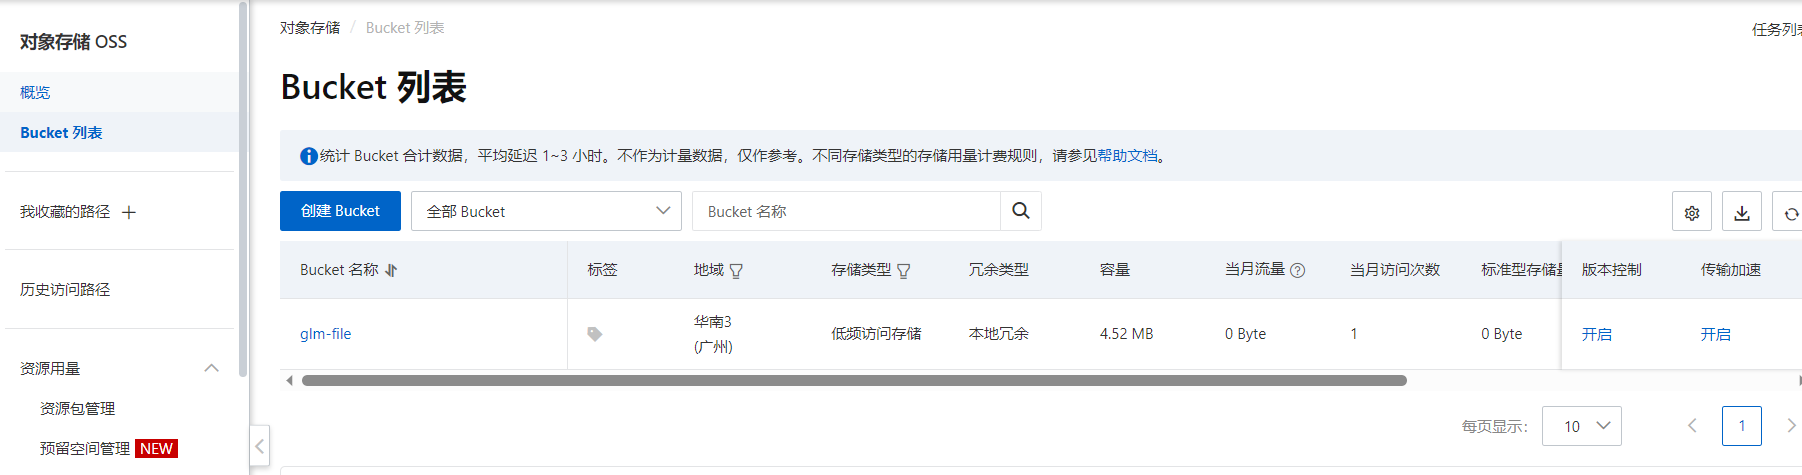 对象存储 OSS
概览
Bucket 列表
我收藏的路径
历史访问路径
资源用量
资源包管理
预留空间管理 NEW
对象存储 / Bucket 列表
任务列表
Bucket 列表
统计 Bucket 合计数据，平均延迟 1~3 小时。不作为计量数据，仅作参考。不同存储类型的存储用量计费规则，请参见帮助文档。
创建 Bucket 全部 Bucket Bucket 名称
Bucket 名称 标签 地域 存储类型 冗余类型 容量 当月流量 当月访问次数 标准型存储量 版本控制 传输加速
glm-file 华南3 低频访问存储 本地冗余 4.52 MB 0 Byte 1 0 Byte 开启 开启
(广州)
每页显示： 10 1